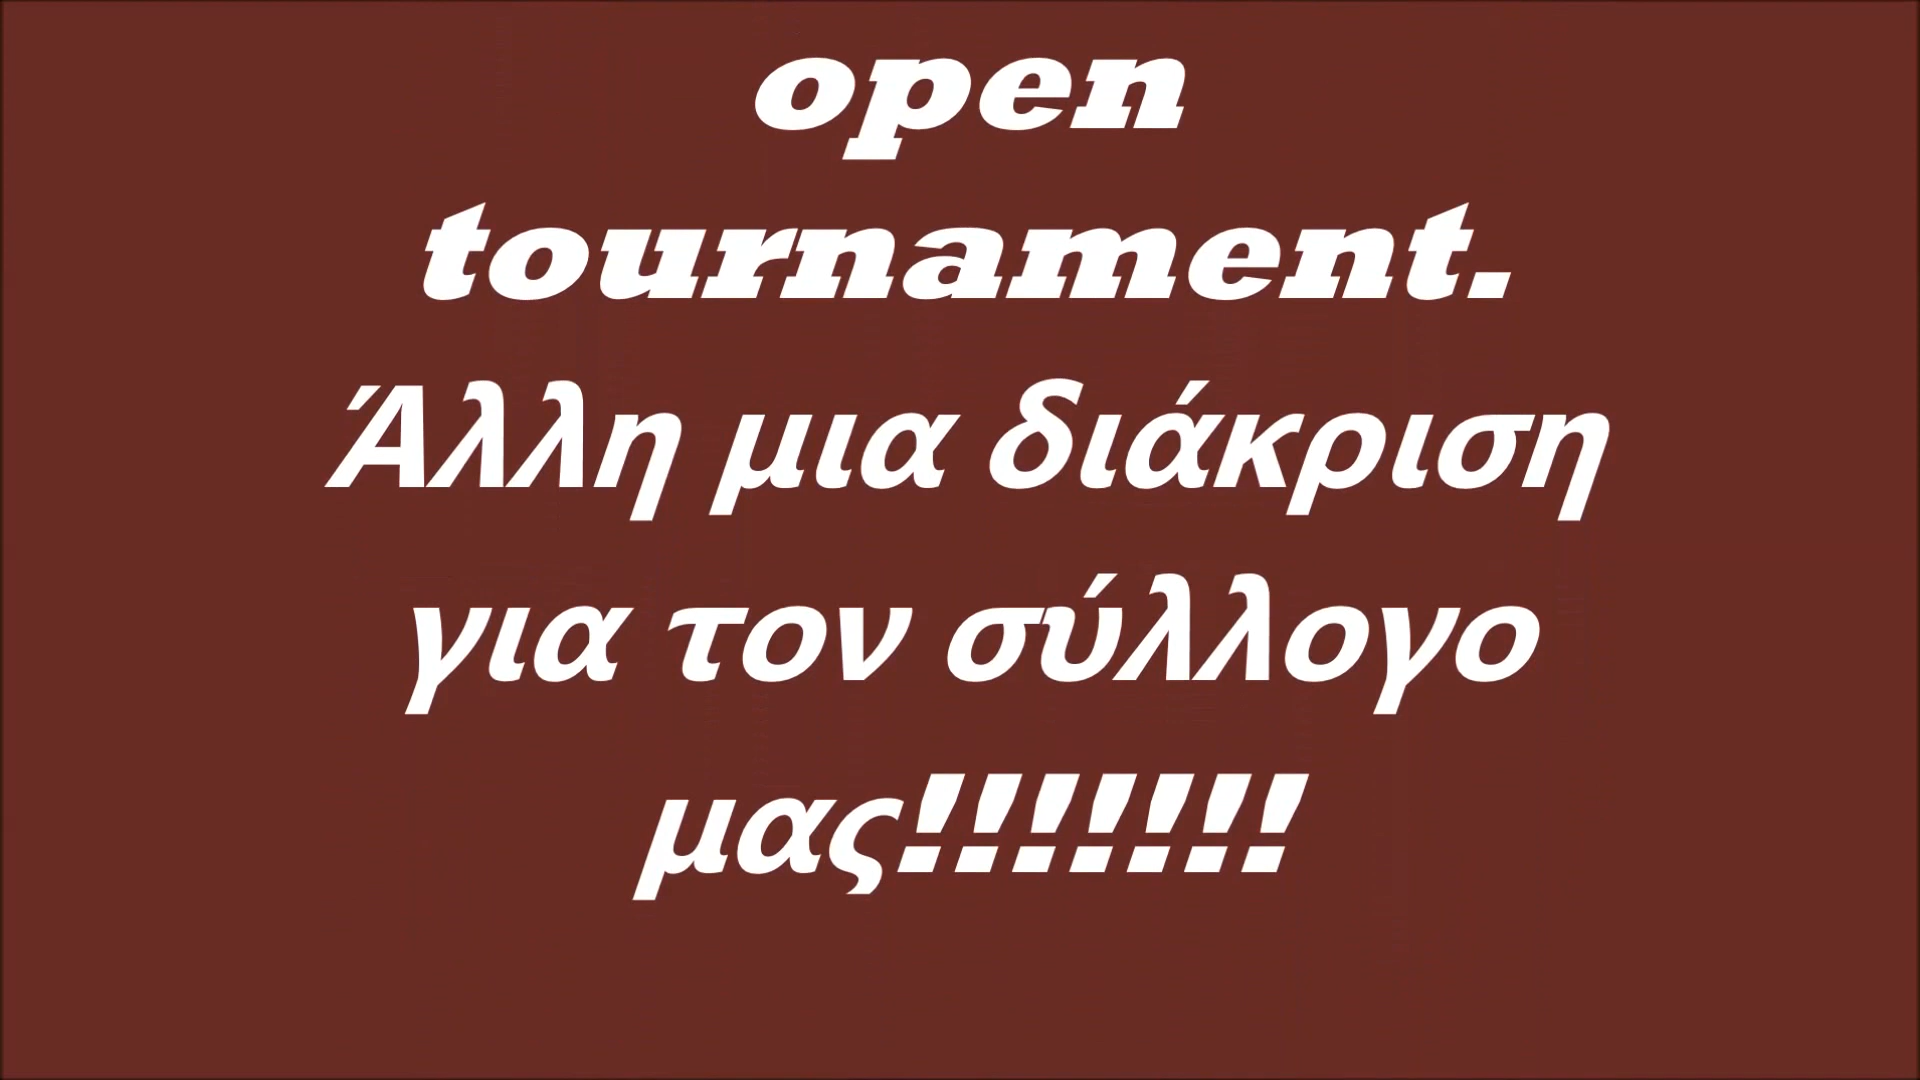 open
tournament.
Άλλη μια διάκριση
για τον σύλλογο
μας!!!!!!!